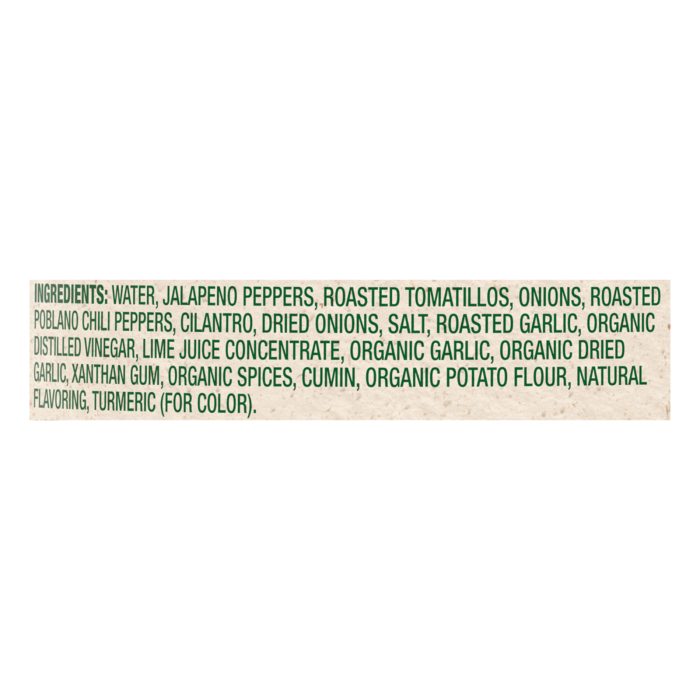 INGREDIENTS: WATER, JALAPENO PEPPERS, ROASTED TOMATILLOS, ONIONS, ROASTED
POBLANO CHILI PEPPERS, CILANTRO, DRIED ONIONS, SALT, ROASTED GARLIC, ORGANIC
DISTILLED VINEGAR, LIME JUICE CONCENTRATE, ORGANIC GARLIC, ORGANIC DRIED
GARLIC, XANTHAN GUM, ORGANIC SPICES, CUMIN, ORGANIC POTATO FLOUR, NATURAL
FLAVORING, TURMERIC (FOR COLOR).